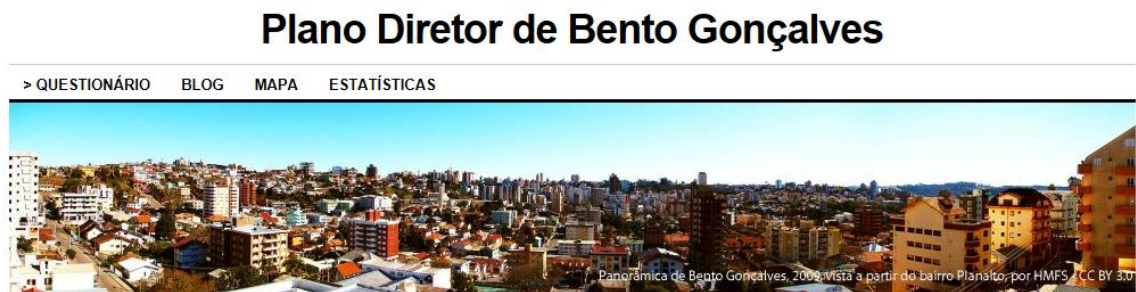 Plano Diretor de Bento Gonçalves
> QUESTIONÁRIO BLOG MAPA ESTATÍSTICAS
Panorâmica de Bento Gonçalves, 2009, vista a partir do bairro Planalto, por HMFS / CC BY 3.0